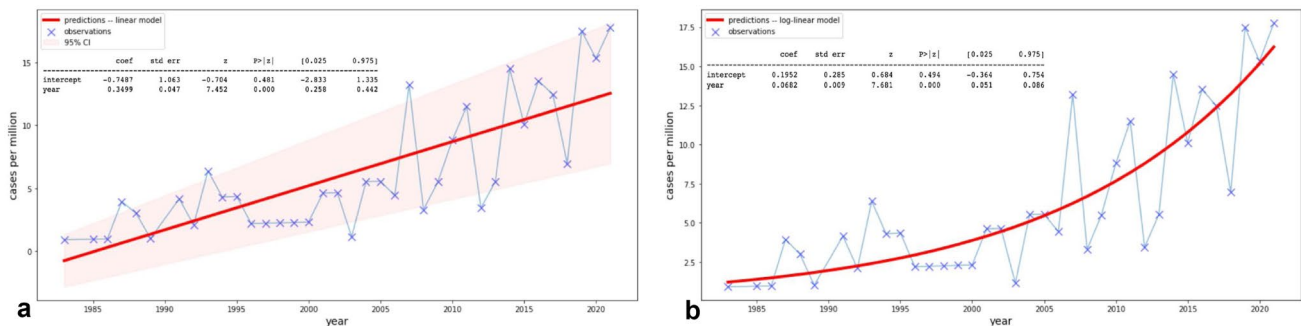 predictions -- linear model
observations
95% CI
coef std err z P>|z| [0.025 0.975]
intercept -0.7487 1.063 -0.704 0.481 -2.833 1.335
year 0.3499 0.047 7.452 0.000 0.258 0.442
cases per million
15
10
5
0
1985 1990 1995 2000 2005 2010 2015 2020
year
a
predictions -- log-linear model
observations
coef std err z P>|z| [0.025 0.975]
intercept 0.1952 0.285 0.684 0.494 -0.364 0.754
year 0.0682 0.009 7.681 0.000 0.051 0.086
cases per million
17.5
15.0
12.5
10.0
7.5
5.0
2.5
1985 1990 1995 2000 2005 2010 2015 2020
year
b